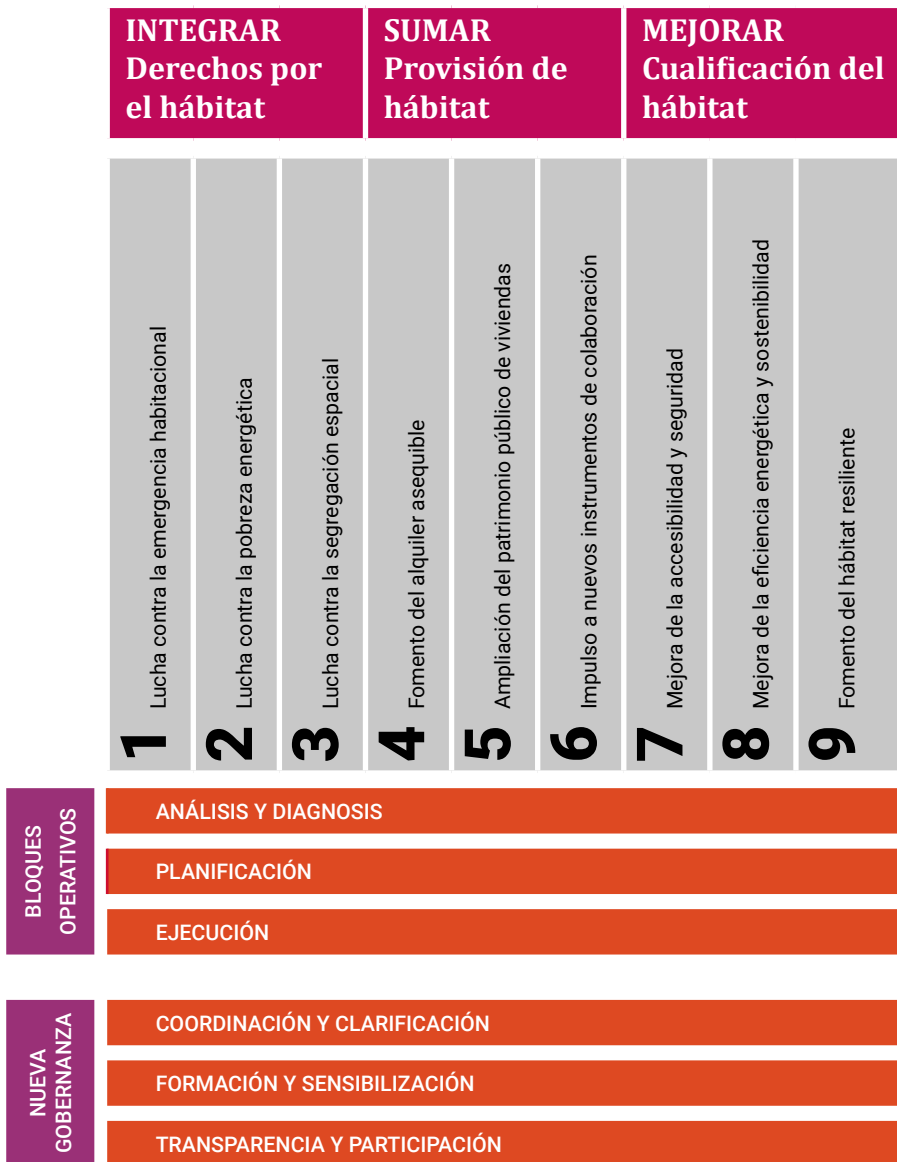 INTEGRAR
Derechos por
el hábitat
SUMAR
Provisión de
hábitat
MEJORAR
Cualificación del
hábitat
1 Lucha contra la emergencia habitacional
2 Lucha contra la pobreza energética
3 Lucha contra la segregación espacial
4 Fomento del alquiler asequible
5 Ampliación del patrimonio público de viviendas
6 Impulso a nuevos instrumentos de colaboración
7 Mejora de la accesibilidad y seguridad
8 Mejora de la eficiencia energética y sostenibilidad
9 Fomento del hábitat resiliente
BLOQUES
OPERATIVOS
ANÁLISIS Y DIAGNOSIS
PLANIFICACIÓN
EJECUCIÓN
NUEVA
GOBERNANZA
COORDINACIÓN Y CLARIFICACIÓN
FORMACIÓN Y SENSIBILIZACIÓN
TRANSPARENCIA Y PARTICIPACIÓN